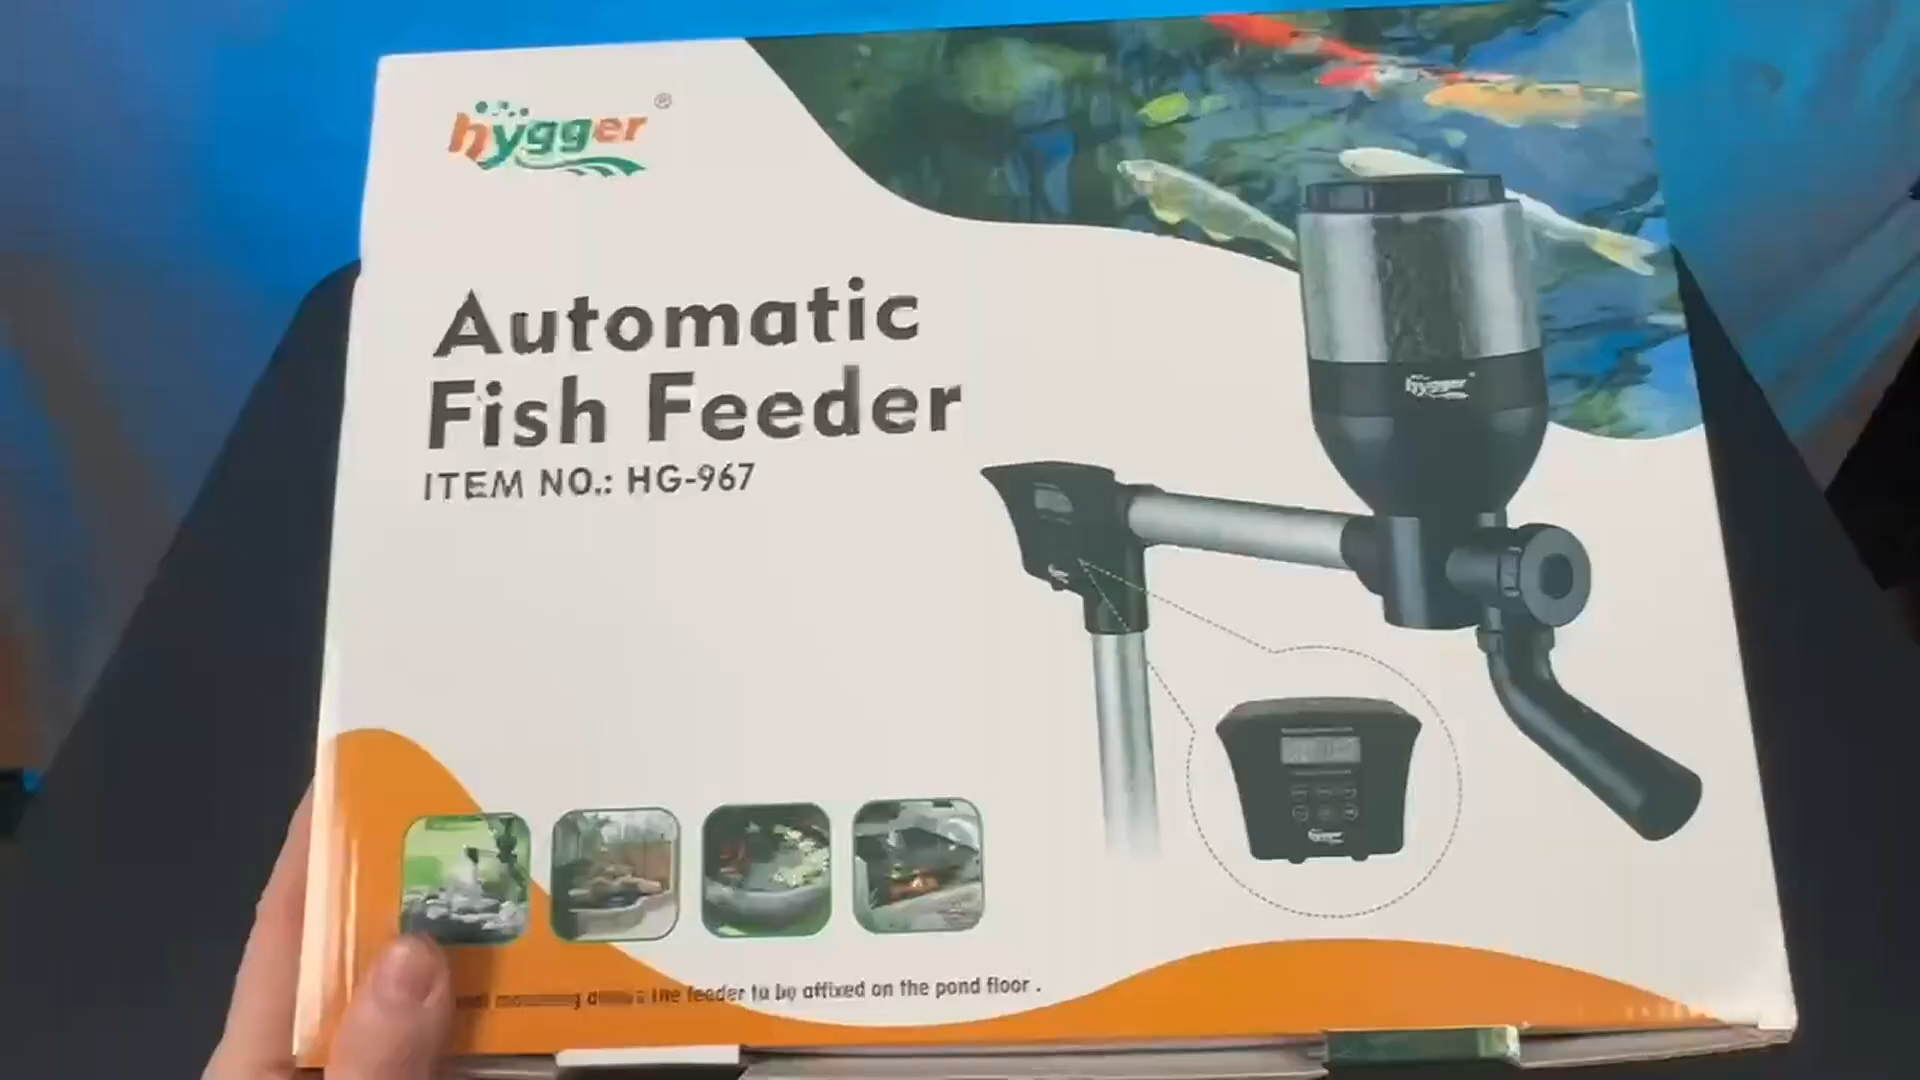 hygger®
Automatic
Fish Feeder
ITEM NO.: HG-967
hygger
hygger
the feeder to be affixed on the pond floor .